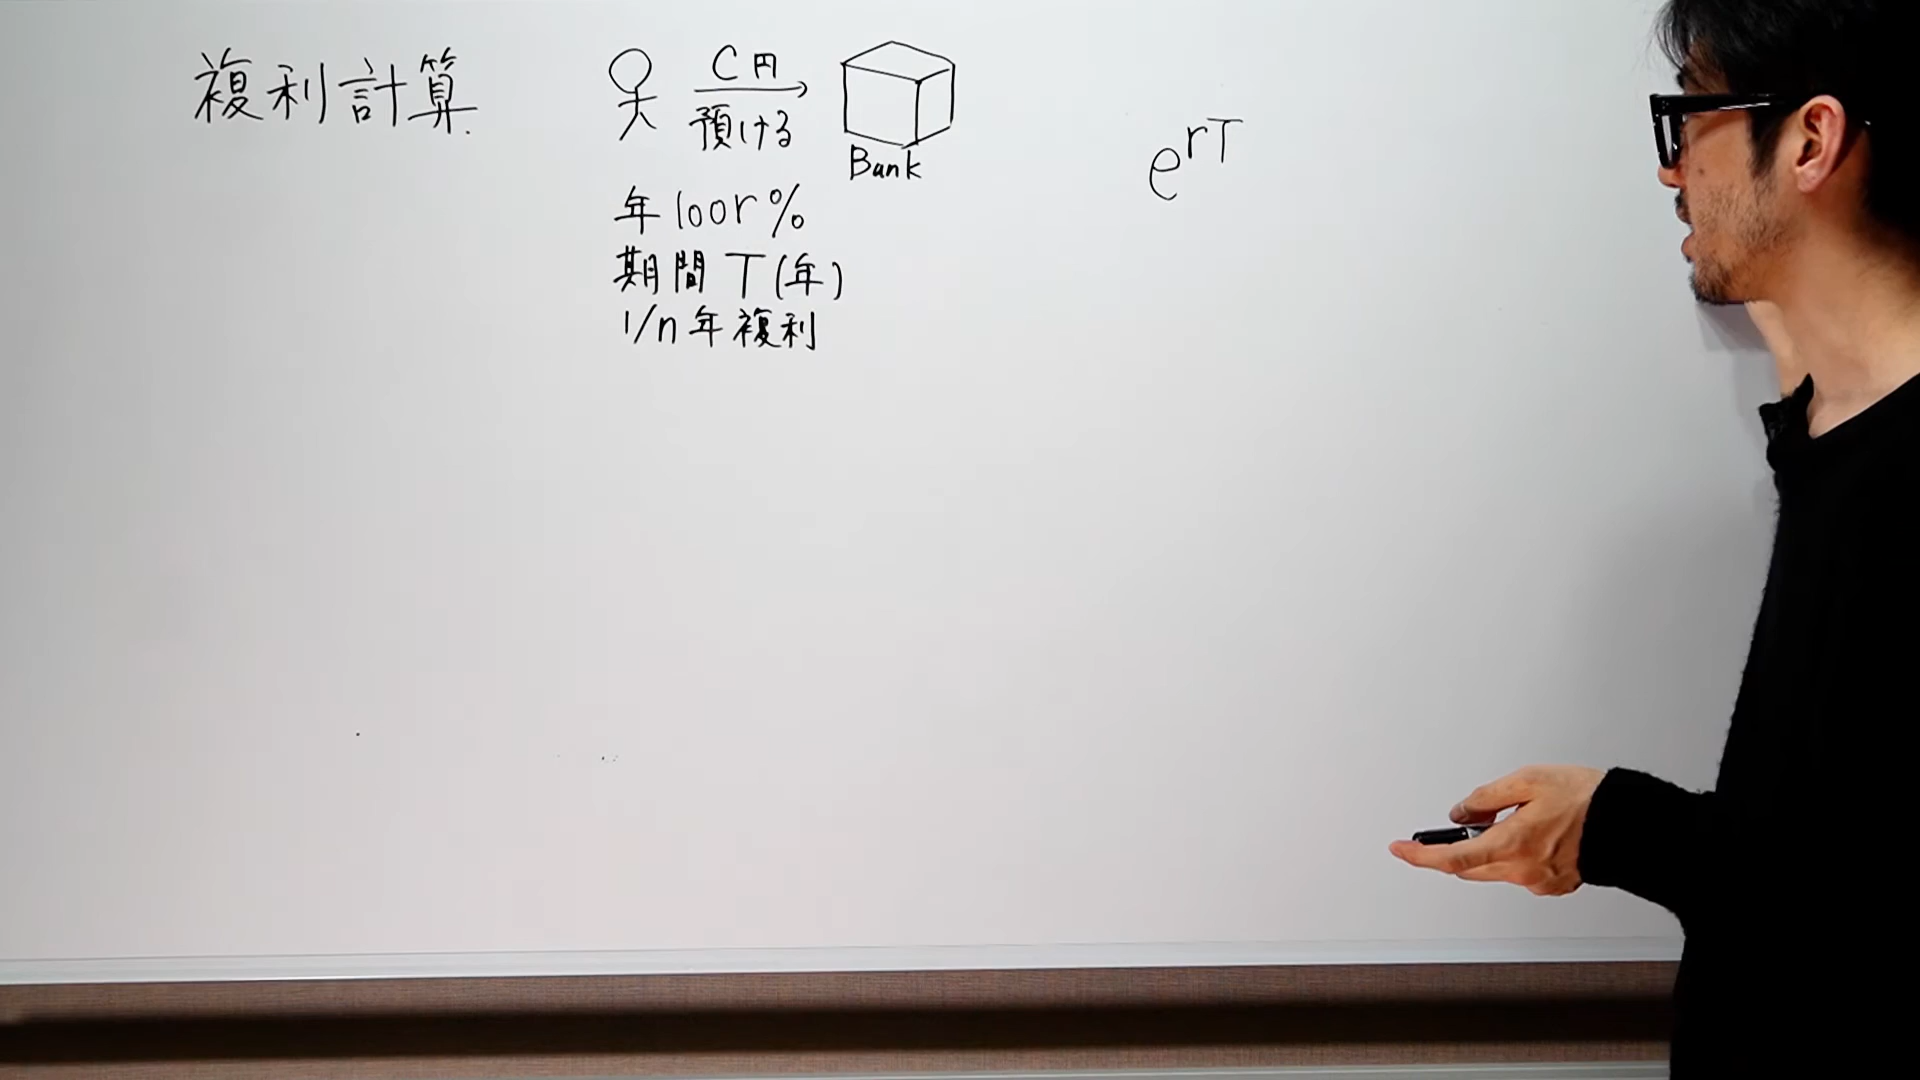 複利計算.
C円
預ける
Bank
年100r%
期間 T(年)
1/n年複利
e^{rT}